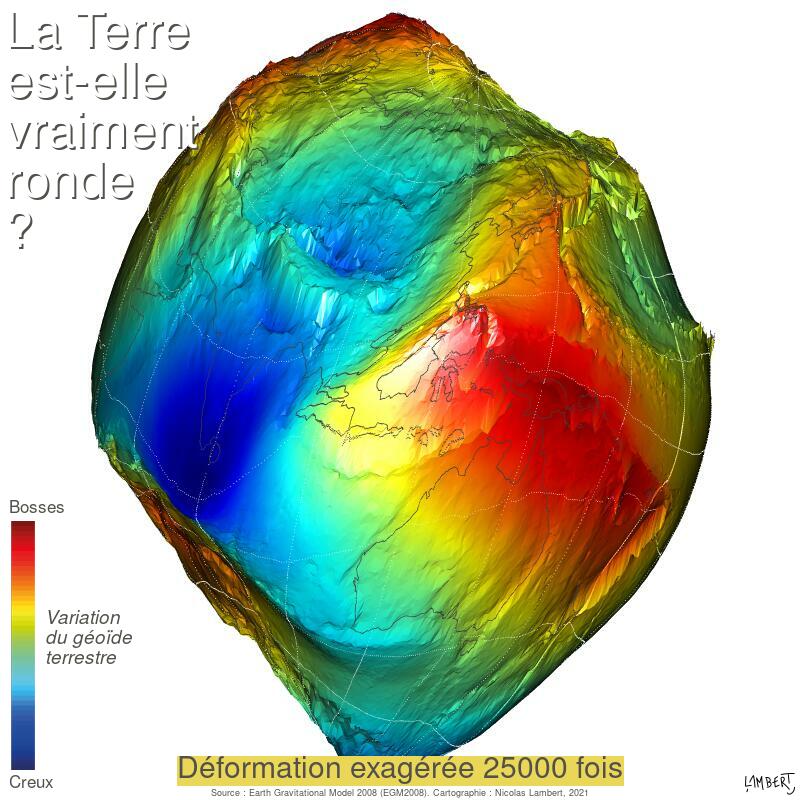 La Terre
est-elle
vraiment
ronde
?
Bosses
Variation
du géoïde
terrestre
Creux
Déformation exagérée 25000 fois
Source : Earth Gravitational Model 2008 (EGM2008). Cartographie : Nicolas Lambert, 2021
LAMBERT